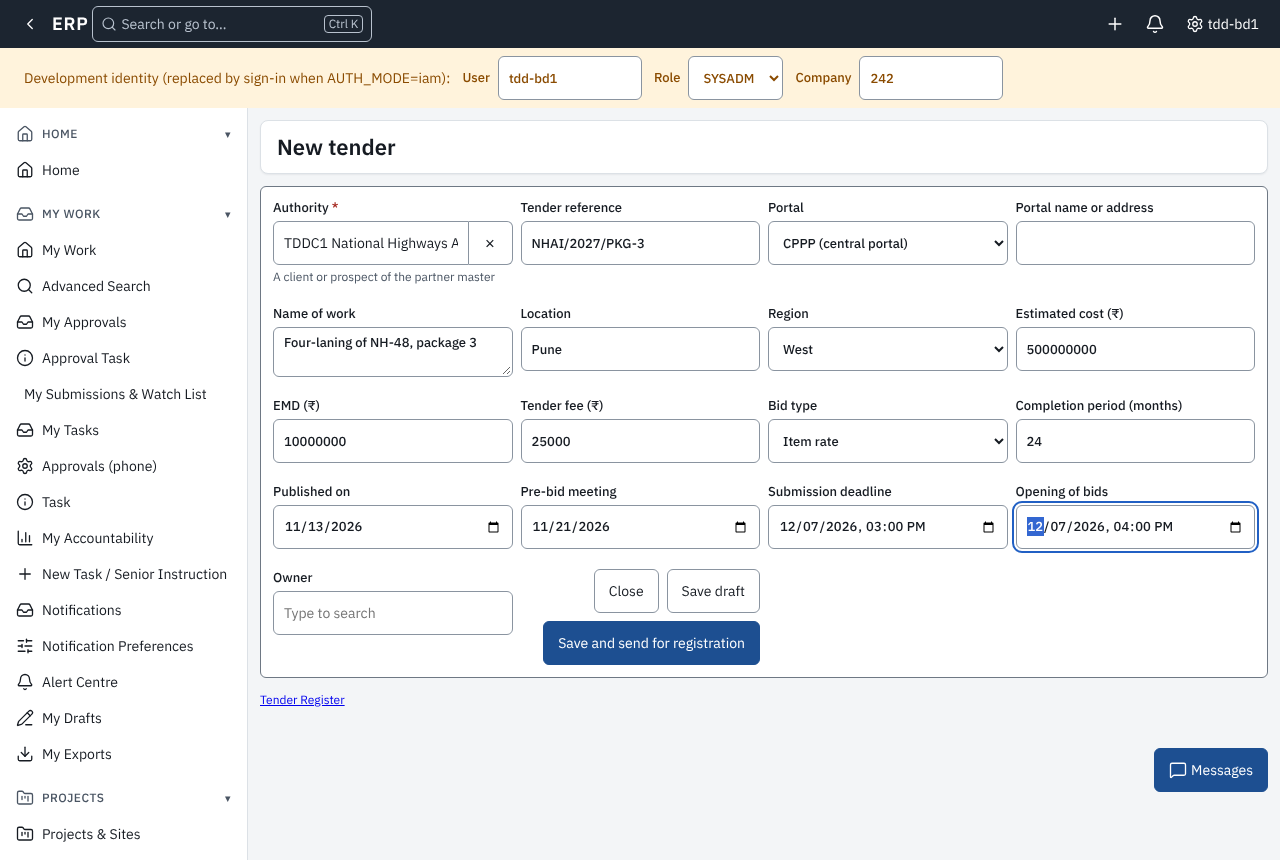 ERP
Search or go to...
Ctrl K
tdd-bd1
Development identity (replaced by sign-in when AUTH_MODE=iam):
User
tdd-bd1
Role
SYSADM
Company
242
HOME
Home
MY WORK
My Work
Advanced Search
My Approvals
Approval Task
My Submissions & Watch List
My Tasks
Approvals (phone)
Task
My Accountability
New Task / Senior Instruction
Notifications
Notification Preferences
Alert Centre
My Drafts
My Exports
PROJECTS
Projects & Sites
New tender
Authority *
TDDC1 National Highways A
×
A client or prospect of the partner master
Tender reference
NHAI/2027/PKG-3
Portal
CPPP (central portal)
Portal name or address
Name of work
Four-laning of NH-48, package 3
Location
Pune
Region
West
Estimated cost (₹)
500000000
EMD (₹)
10000000
Tender fee (₹)
25000
Bid type
Item rate
Completion period (months)
24
Published on
11/13/2026
Pre-bid meeting
11/21/2026
Submission deadline
12/07/2026, 03:00 PM
Opening of bids
12/07/2026, 04:00 PM
Owner
Type to search
Close
Save draft
Save and send for registration
Tender Register
Messages